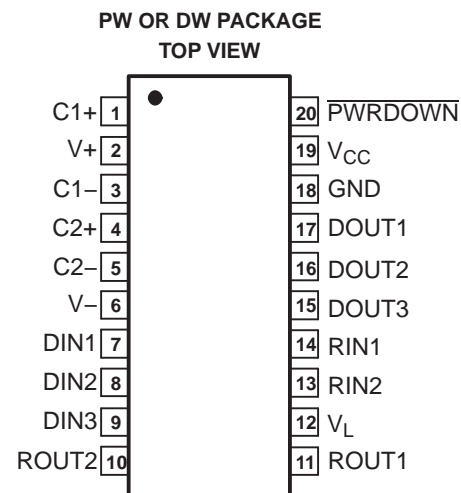 PW OR DW PACKAGE
TOP VIEW
C1+ 1 20 P̅W̅R̅D̅O̅W̅N̅
V+ 2 19 VCC
C1− 3 18 GND
C2+ 4 17 DOUT1
C2− 5 16 DOUT2
V− 6 15 DOUT3
DIN1 7 14 RIN1
DIN2 8 13 RIN2
DIN3 9 12 VL
ROUT2 10 11 ROUT1